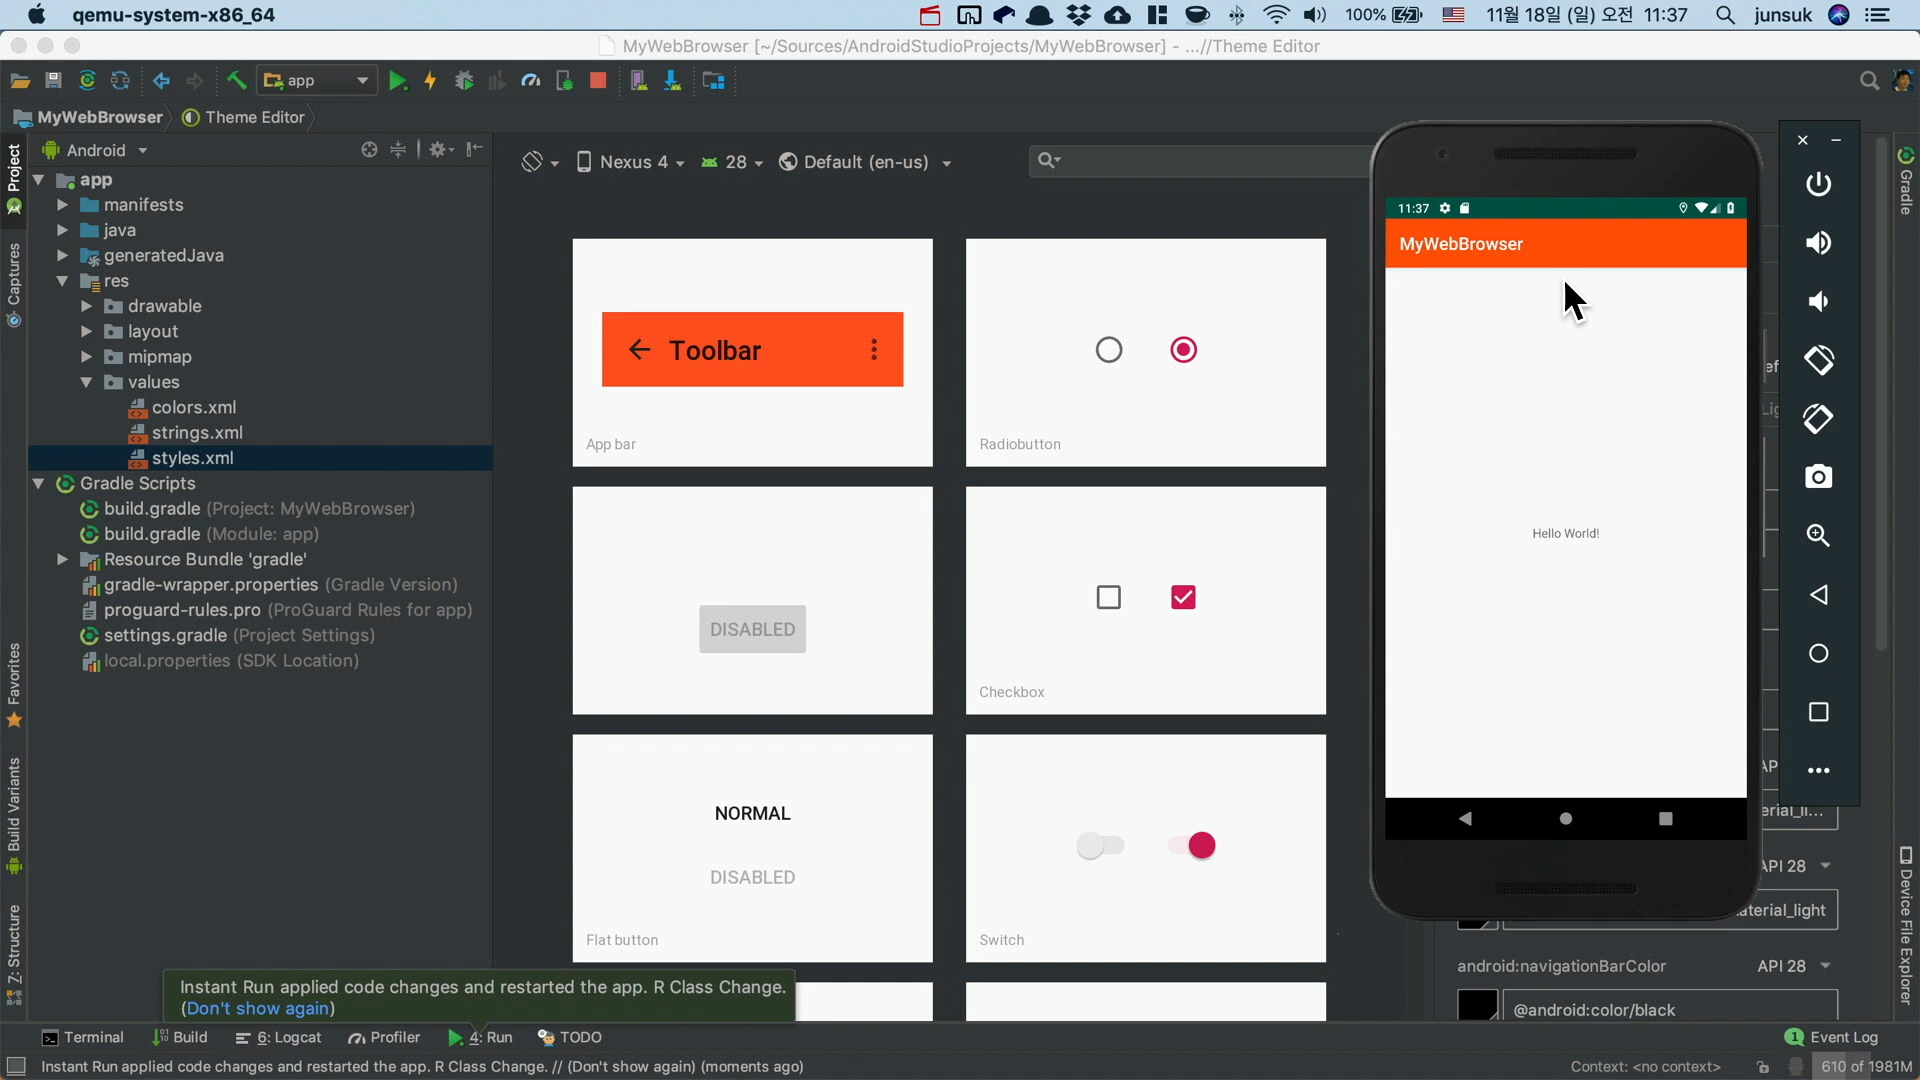 qemu-system-x86_64
100%
11월 18일 (일) 오전 11:37
junsuk
MyWebBrowser [~/Sources/AndroidStudioProjects/MyWebBrowser] - ...//Theme Editor
app
MyWebBrowser
Theme Editor
Project
Captures
Favorites
Build Variants
Z: Structure
Android
app
manifests
java
generatedJava
res
drawable
layout
mipmap
values
colors.xml
strings.xml
styles.xml
Gradle Scripts
build.gradle (Project: MyWebBrowser)
build.gradle (Module: app)
Resource Bundle 'gradle'
gradle-wrapper.properties (Gradle Version)
proguard-rules.pro (ProGuard Rules for app)
settings.gradle (Project Settings)
local.properties (SDK Location)
Nexus 4
28
Default (en-us)
Toolbar
App bar
Radiobutton
DISABLED
Checkbox
NORMAL
DISABLED
Flat button
Switch
11:37
MyWebBrowser
Hello World!
API 28
aterial_light
android:navigationBarColor
API 28
@android:color/black
Gradle
Device File Explorer
Instant Run applied code changes and restarted the app. R Class Change.
(Don't show again)
Terminal
Build
6: Logcat
Profiler
4: Run
TODO
1 Event Log
Instant Run applied code changes and restarted the app. R Class Change. // (Don't show again) (moments ago)
Context: <no context>
610 of 1981M